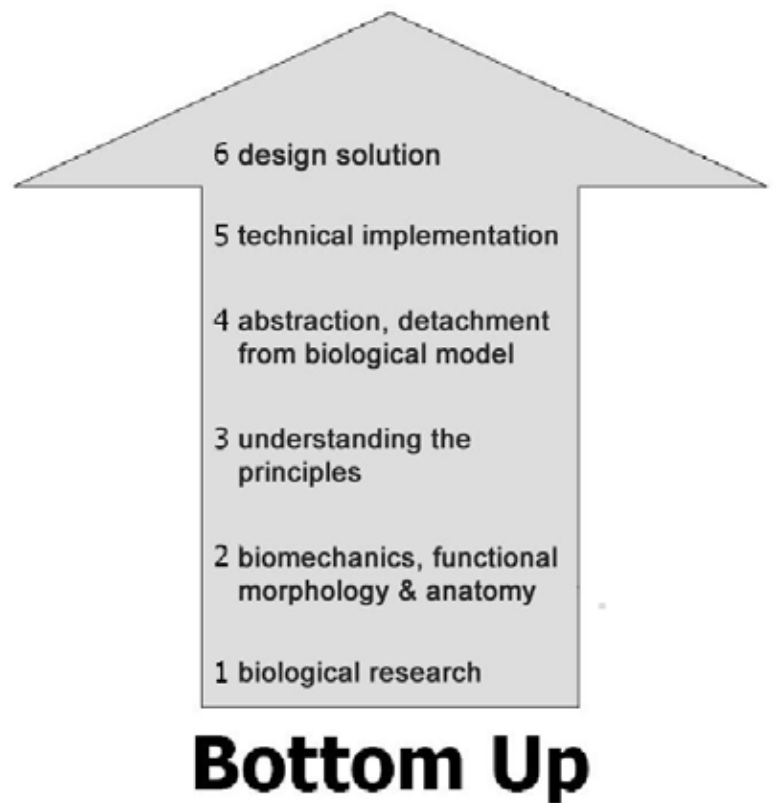 6 design solution
5 technical implementation
4 abstraction, detachment
from biological model
3 understanding the
principles
2 biomechanics, functional
morphology & anatomy
1 biological research
Bottom Up